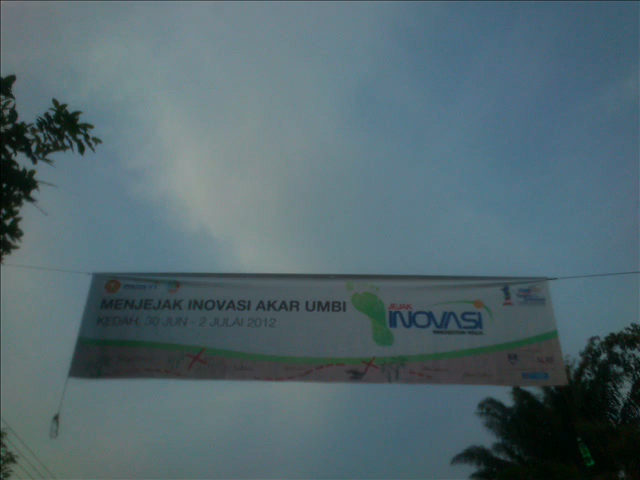 MENJEJAK INOVASI AKAR UMBI
KEDAH, 30 JUN - 2 JULAI 2012
JEJAK
INOVASI